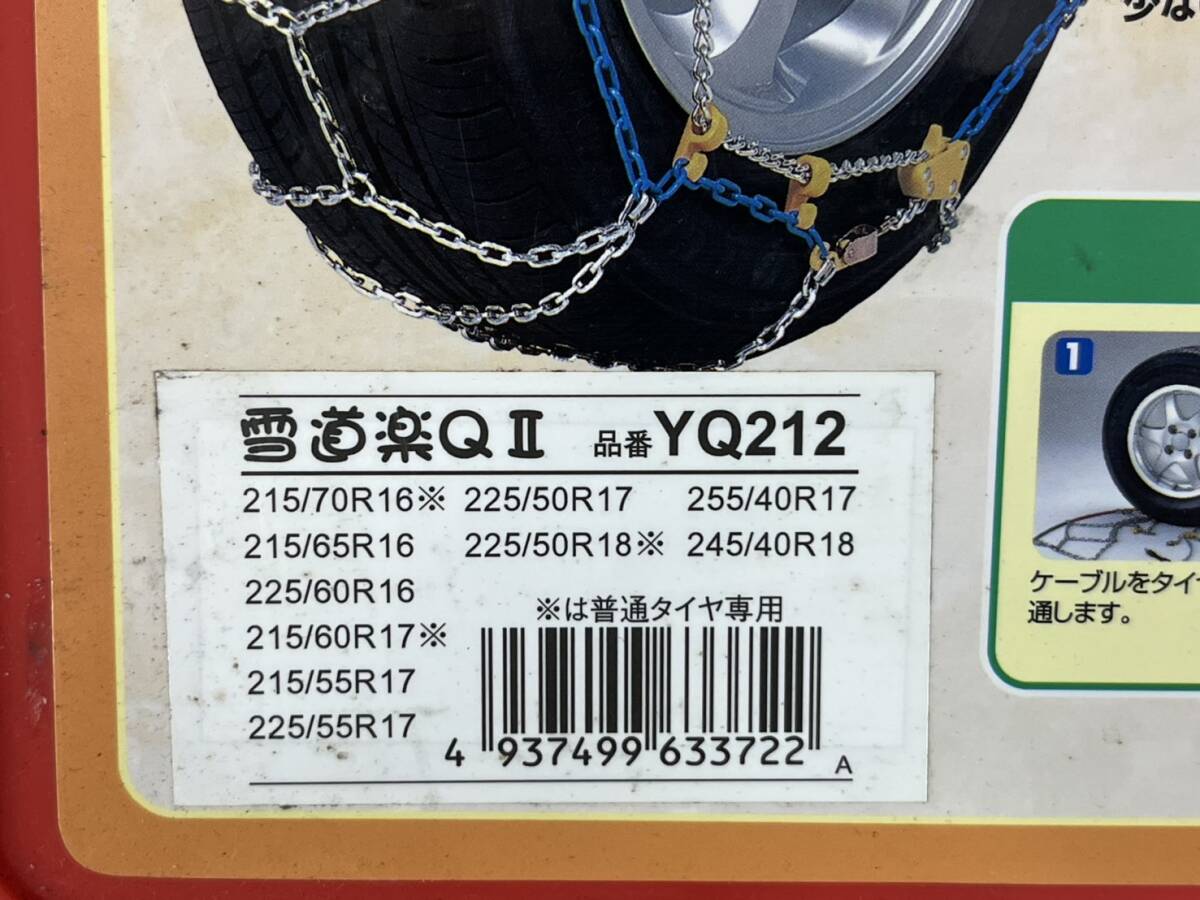 雪道楽QⅡ 品番 YQ212
215/70R16※ 225/50R17 255/40R17
215/65R16 225/50R18※ 245/40R18
225/60R16
※は普通タイヤ専用
215/60R17※
215/55R17
225/55R17
4 937499 633722 A
1
ケーブルをタイ
通します。